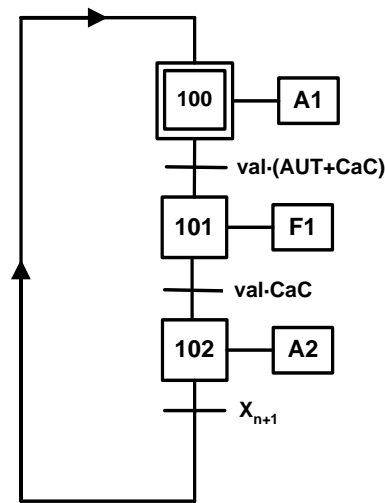 100 A1
val·(AUT+CaC)
101 F1
val·CaC
102 A2
Xn+1